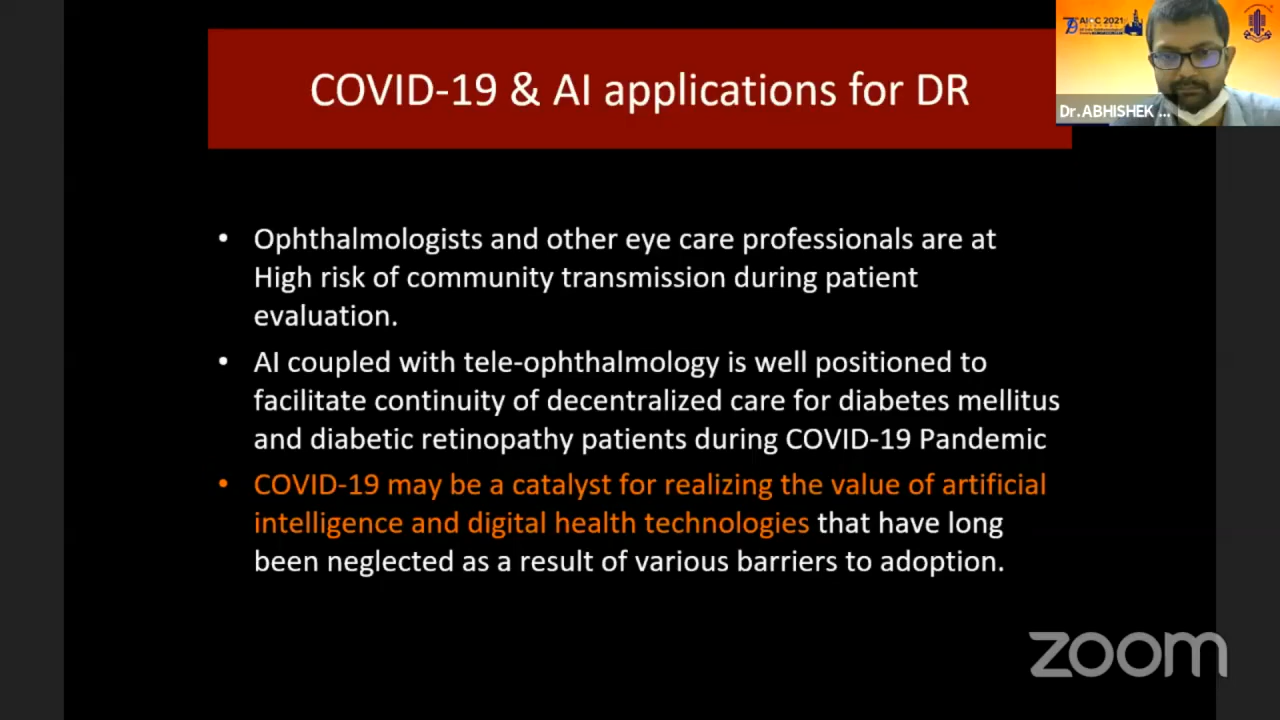 COVID-19 & AI applications for DR
AIOC 2021
Dr.ABHISHEK ...
• Ophthalmologists and other eye care professionals are at
High risk of community transmission during patient
evaluation.
• AI coupled with tele-ophthalmology is well positioned to
facilitate continuity of decentralized care for diabetes mellitus
and diabetic retinopathy patients during COVID-19 Pandemic
• COVID-19 may be a catalyst for realizing the value of artificial
intelligence and digital health technologies that have long
been neglected as a result of various barriers to adoption.
zoom